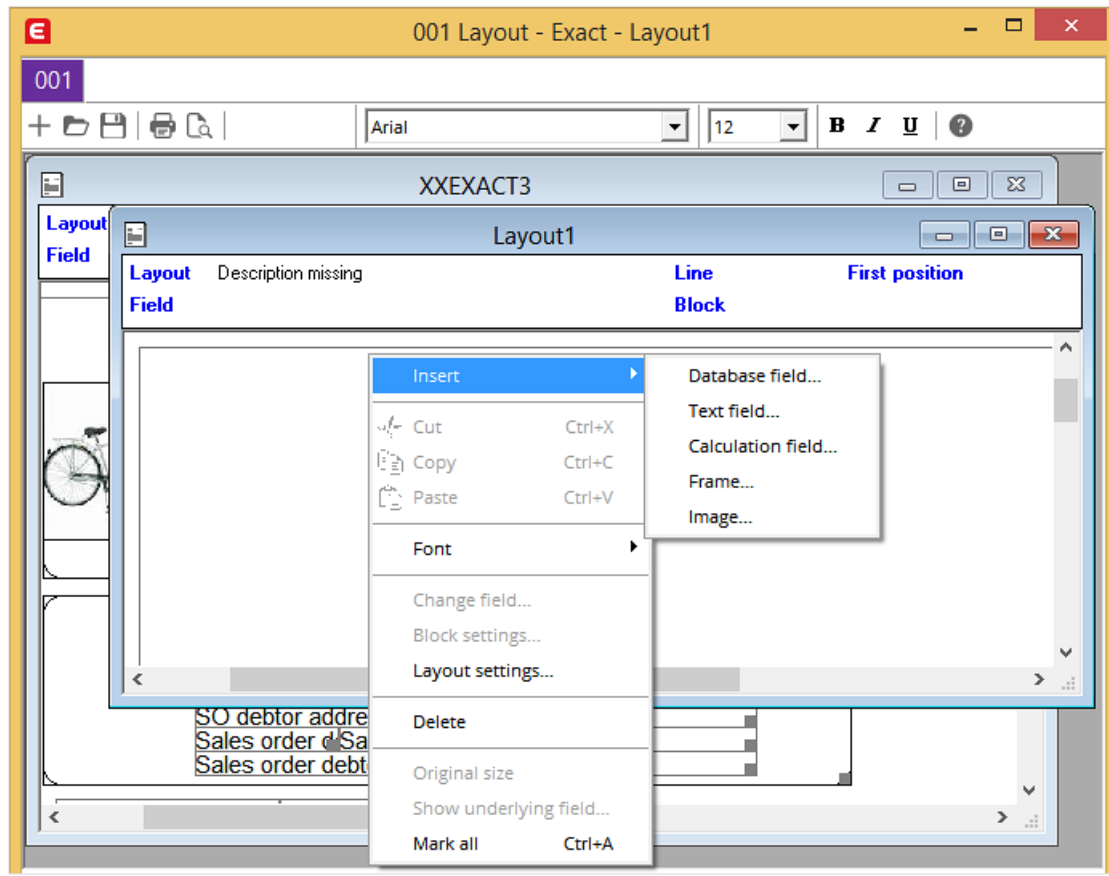 001 Layout - Exact - Layout1
001
Arial
12
B I U
XXEXACT3
Layout
Field
Layout1
Layout Description missing Line First position
Field Block
Insert
Cut Ctrl+X
Copy Ctrl+C
Paste Ctrl+V
Font
Change field...
Block settings...
Layout settings...
Delete
Original size
Show underlying field...
Mark all Ctrl+A
Database field...
Text field...
Calculation field...
Frame...
Image...
SO debtor addre
Sales order d Sa
Sales order debt